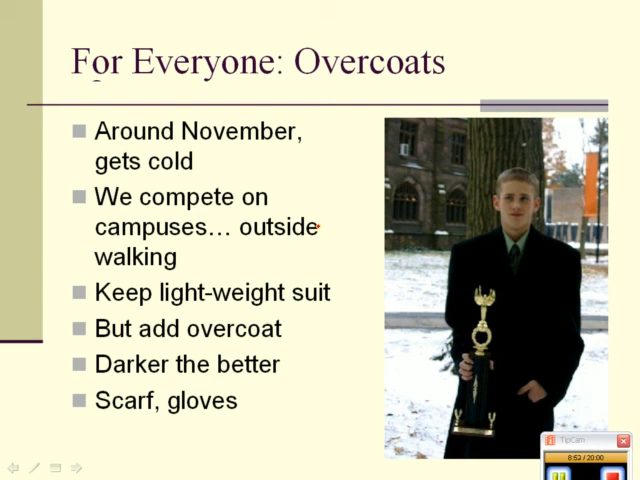 For Everyone: Overcoats
Around November,
gets cold
We compete on
campuses… outside
walking
Keep light-weight suit
But add overcoat
Darker the better
Scarf, gloves
TipCam
8:53 / 20:00